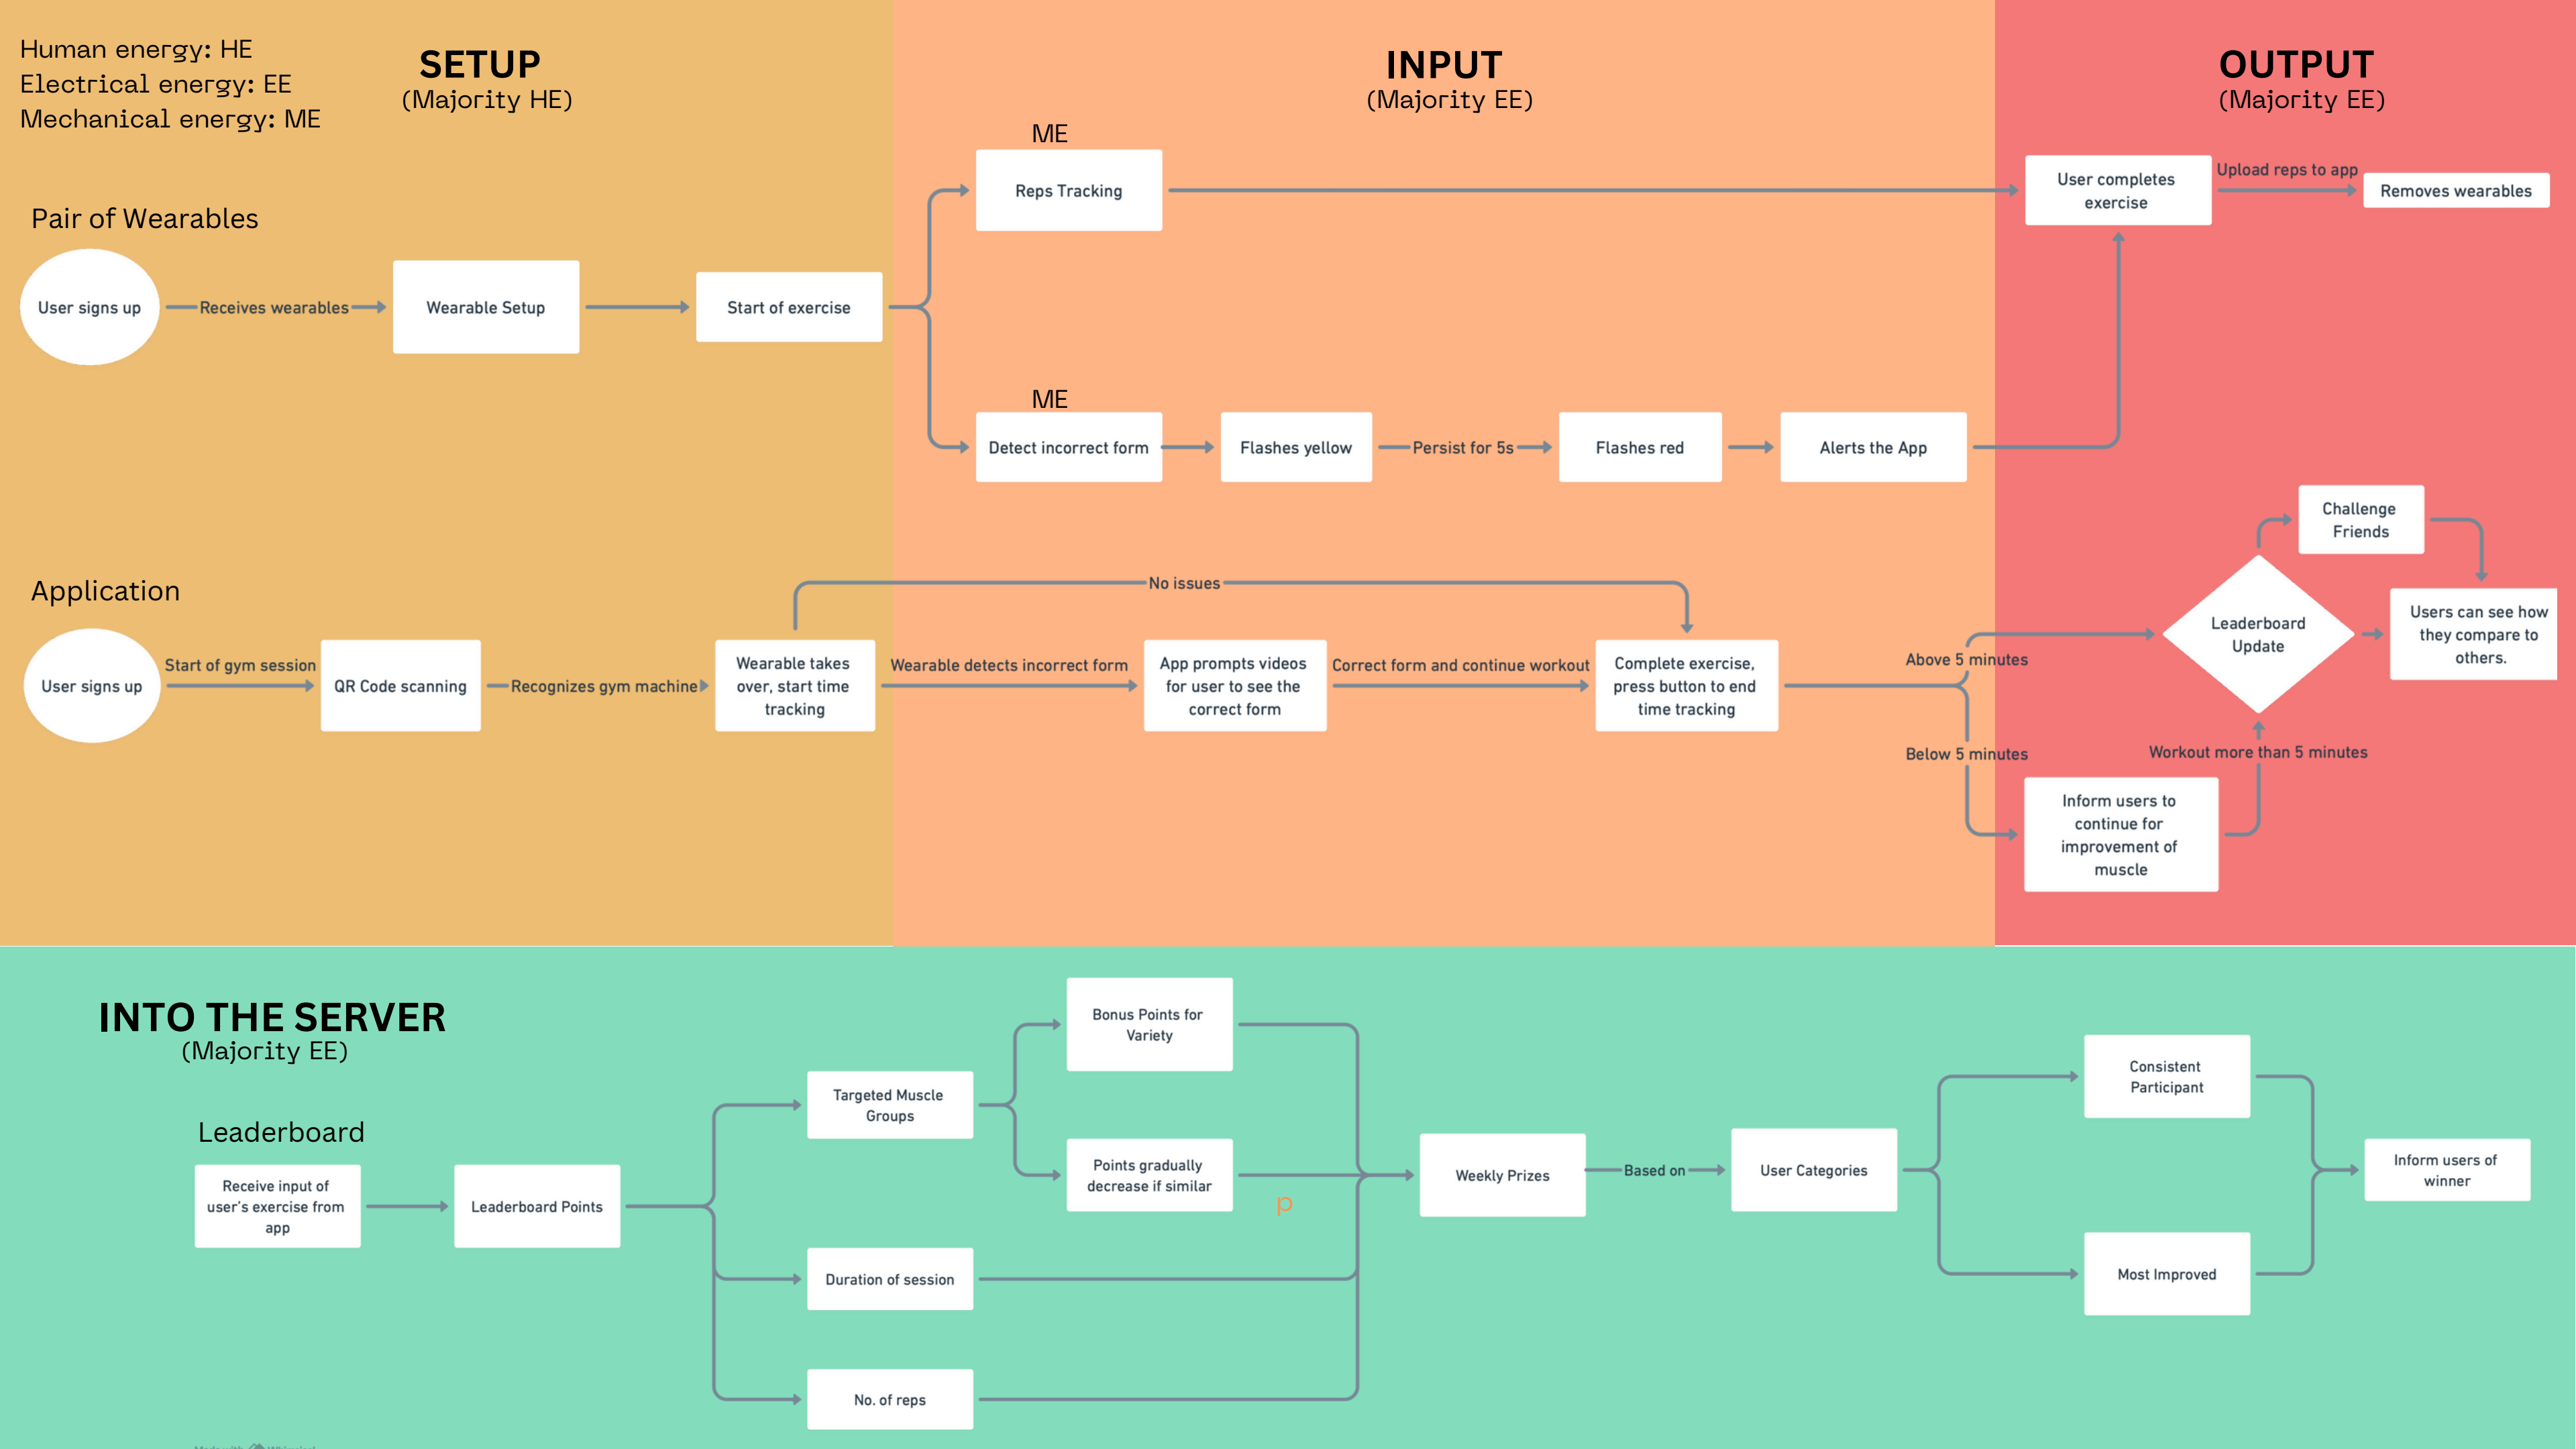 Human energy: HE
Electrical energy: EE
Mechanical energy: ME
SETUP
(Majority HE)
INPUT
(Majority EE)
OUTPUT
(Majority EE)
Pair of Wearables
User signs up
Receives wearables
Wearable Setup
Start of exercise
ME
Reps Tracking
User completes
exercise
Upload reps to app
Removes wearables
ME
Detect incorrect form
Flashes yellow
Persist for 5s
Flashes red
Alerts the App
Application
User signs up
Start of gym session
QR Code scanning
Recognizes gym machine
Wearable takes
over, start time
tracking
No issues
Wearable detects incorrect form
App prompts videos
for user to see the
correct form
Correct form and continue workout
Complete exercise,
press button to end
time tracking
Above 5 minutes
Below 5 minutes
Leaderboard
Update
Challenge
Friends
Users can see how
they compare to
others.
Workout more than 5 minutes
Inform users to
continue for
improvement of
muscle
INTO THE SERVER
(Majority EE)
Leaderboard
Receive input of
user's exercise from
app
Leaderboard Points
Targeted Muscle
Groups
Bonus Points for
Variety
Points gradually
decrease if similar
p
Duration of session
No. of reps
Weekly Prizes
Based on
User Categories
Consistent
Participant
Most Improved
Inform users of
winner